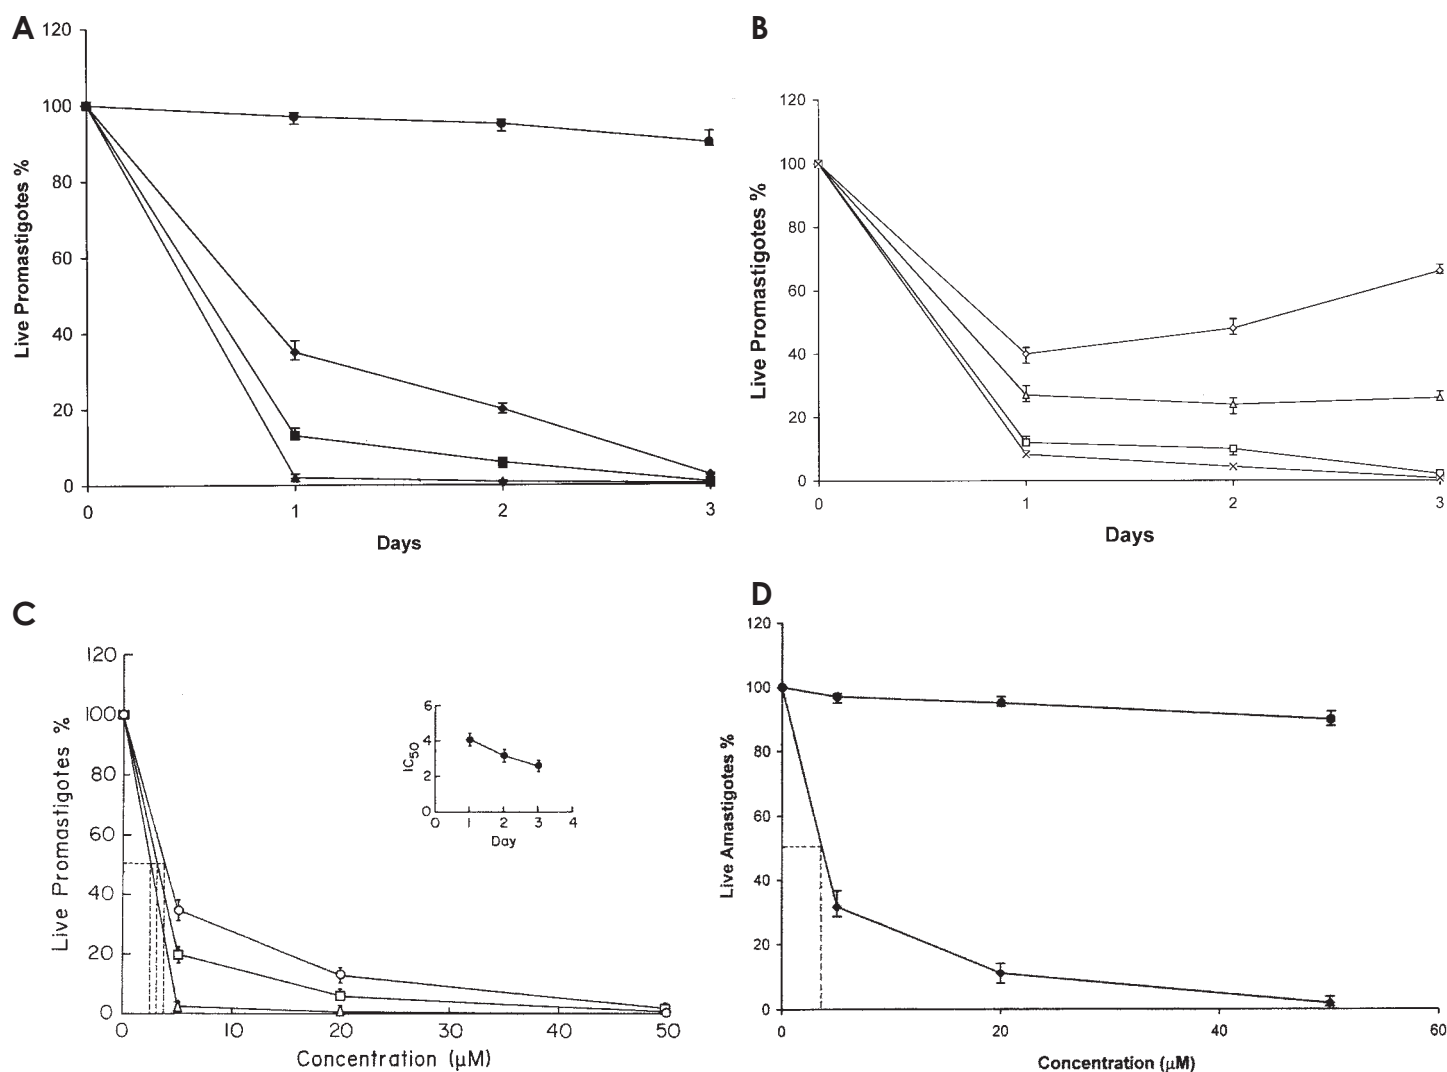 A
120
100
80
60
40
20
0
Live Promastigotes %
0 1 2 3
Days
B
120
100
80
60
40
20
0
Live Promastigotes %
0 1 2 3
Days
C
120
100
80
60
40
20
0
Live Promastigotes %
0 10 20 30 40 50
Concentration (μM)
6
4
2
0
IC50
0 1 2 3 4
Day
D
120
100
80
60
40
20
0
Live Amastigotes %
0 20 40 60
Concentration (μM)